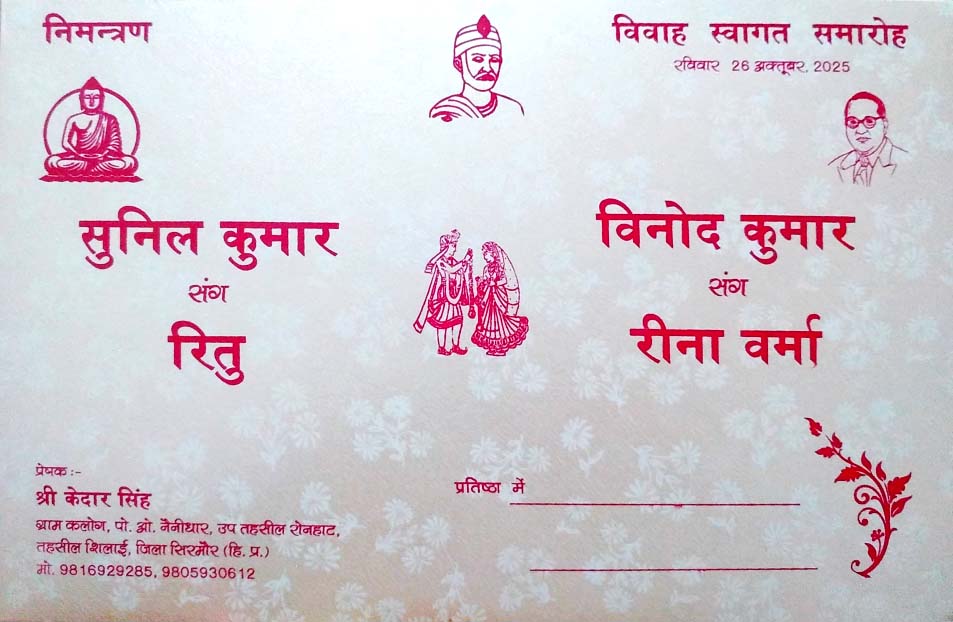 निमन्त्रण
विवाह स्वागत समारोह
रविवार 26 अक्तूबर, 2025
सुनिल कुमार
संग
रितु
विनोद कुमार
संग
रीना वर्मा
प्रेषक :-
श्री केदार सिंह
ग्राम कलोग, पो. ओ. नैनीधार, उप तहसील रोनहाट,
तहसील शिलाई, जिला सिरमौर (हि. प्र.)
मो. 9816929285, 9805930612
प्रतिष्ठा में